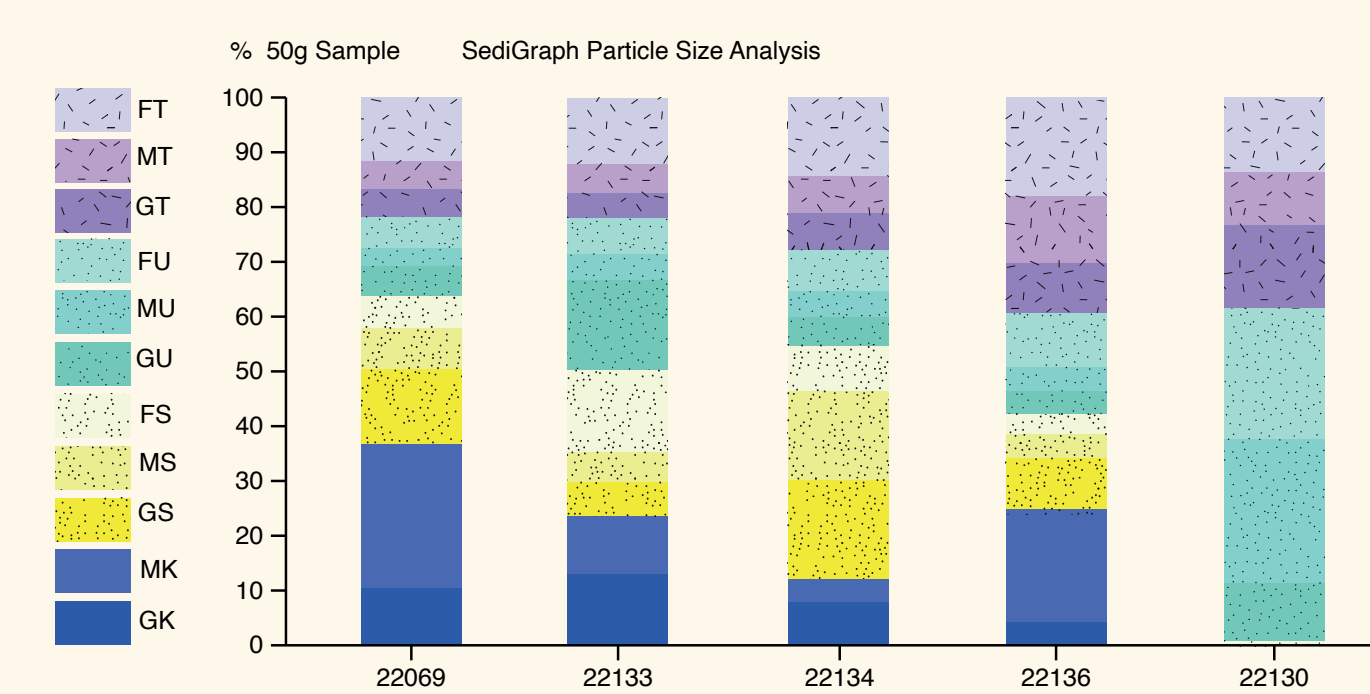 % 50g Sample SediGraph Particle Size Analysis
FT
MT
GT
FU
MU
GU
FS
MS
GS
MK
GK
100
90
80
70
60
50
40
30
20
10
0
22069 22133 22134 22136 22130